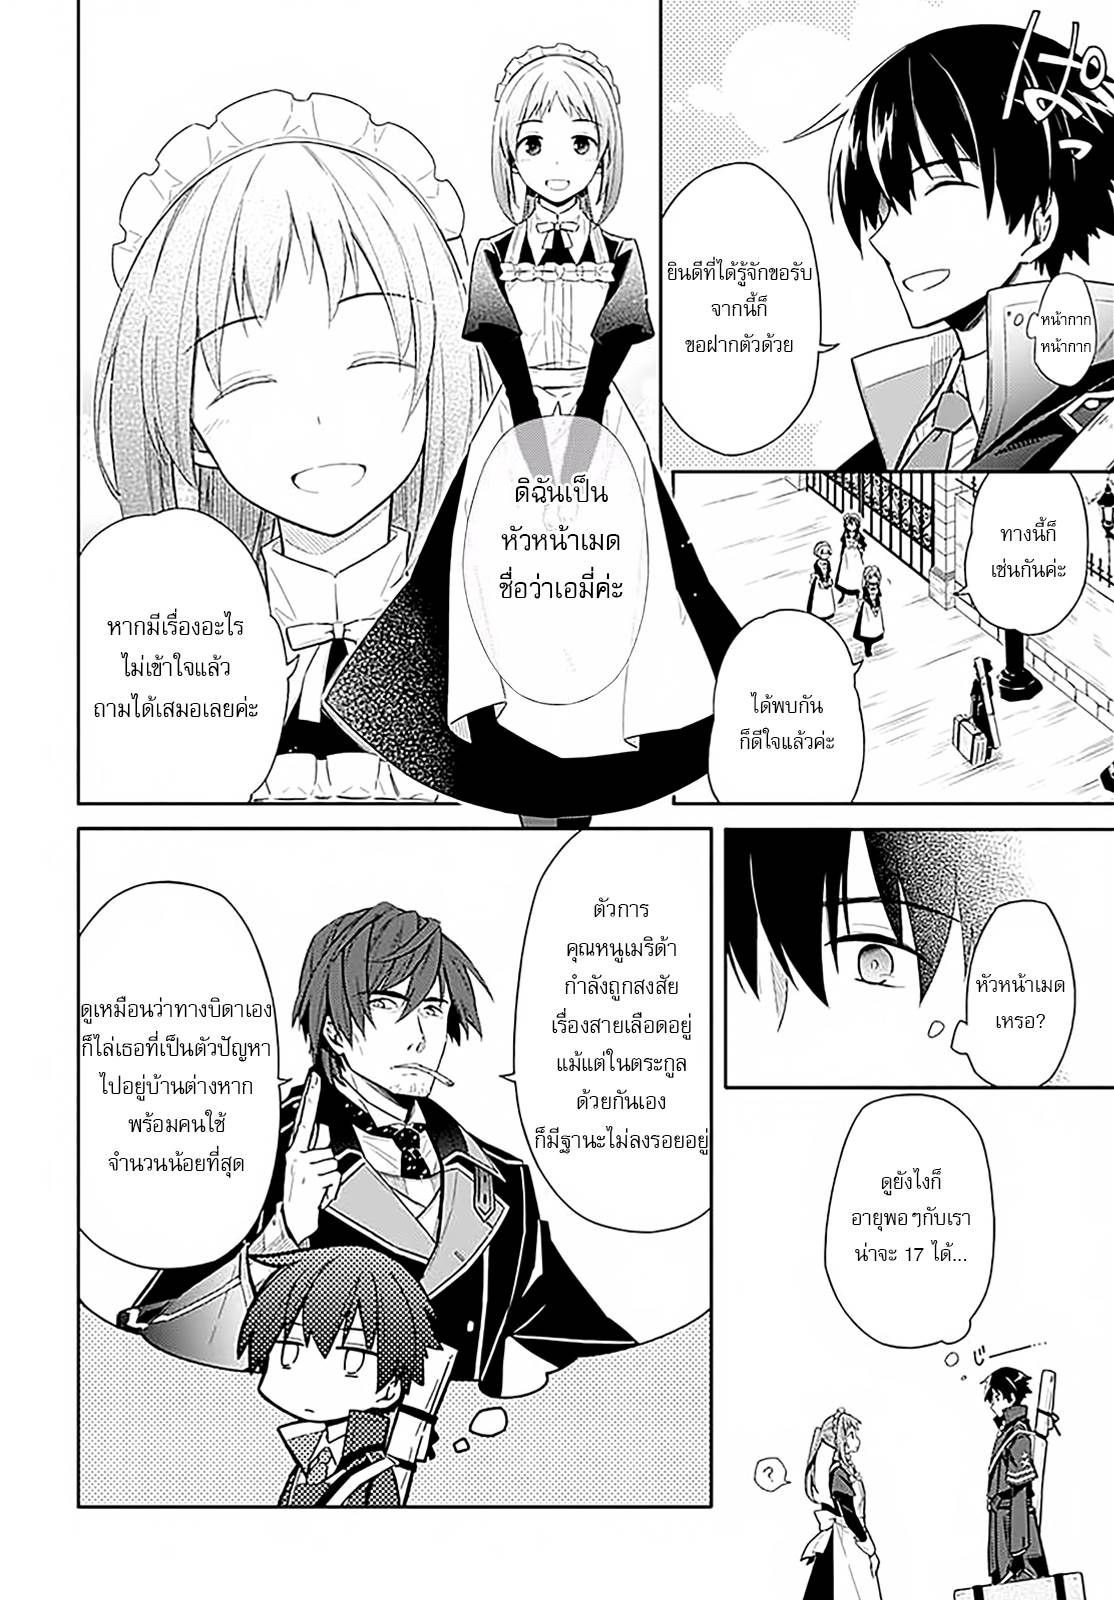 ぱぁ
ยินดีที่ได้รู้จักขอรับ
จากนี้ก็
ขอฝากตัวด้วย
หน้ากาก
หน้ากาก
ทางนี้ก็
เช่นกันค่ะ
ได้พบกัน
ก็ดีใจแล้วค่ะ
ดิฉันเป็น
หัวหน้าเมด
ชื่อว่าเอมี่ค่ะ
หากมีเรื่องอะไร
ไม่เข้าใจแล้ว
ถามได้เสมอเลยค่ะ
หัวหน้าเมด
เหรอ?
ดูยังไงก็
อายุพอๆกับเรา
น่าจะ 17 ได้...
じー
?
ตัวการ
คุณหนูเมริด้า
กำลังถูกสงสัย
เรื่องสายเลือดอยู่
แม้แต่ในตระกูล
ด้วยกันเอง
ก็มีฐานะไม่ลงรอยอยู่
ดูเหมือนว่าทางบิดาเอง
ก็ไล่เธอที่เป็นตัวปัญหา
ไปอยู่บ้านต่างหาก
พร้อมคนใช้
จำนวนน้อยที่สุด